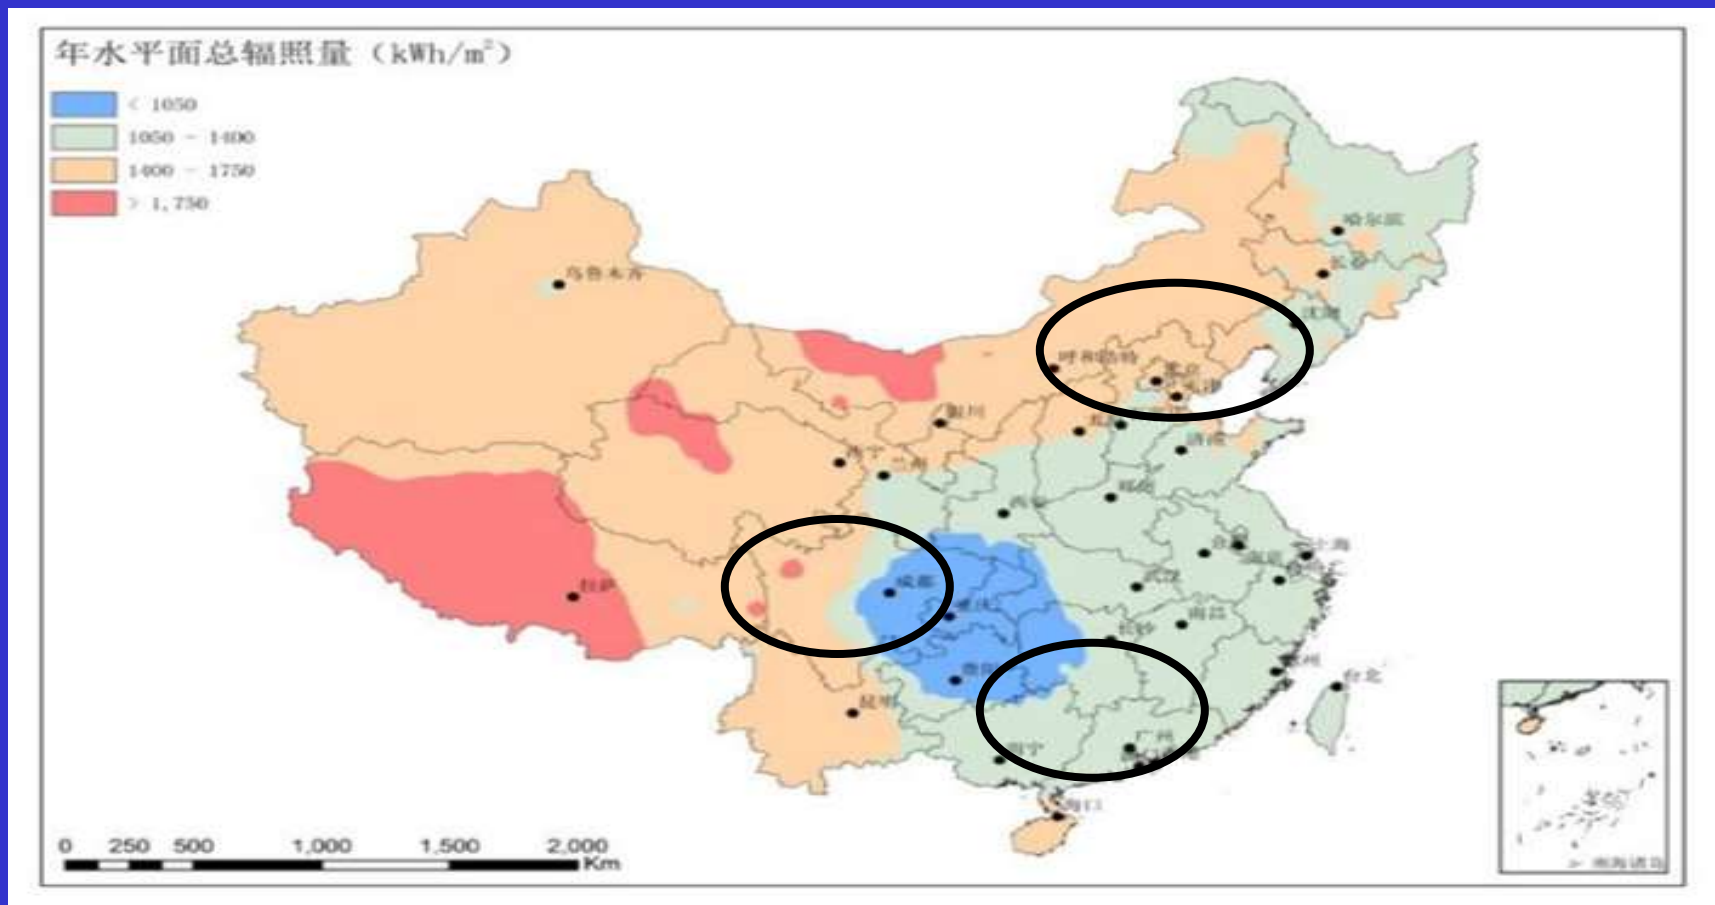 年水平面总辐照量（kWh/m²）
< 1050
1050 - 1400
1400 - 1750
> 1,750
哈尔滨
长春
乌鲁木齐
沈阳
呼和浩特
北京
天津
银川
济南
西宁
兰州
郑州
西安
合肥
南京
上海
拉萨
成都
武汉
重庆
南昌
长沙
贵阳
福州
台北
昆明
广州
南宁
海口
南海诸岛
0 250 500 1,000 1,500 2,000
Km